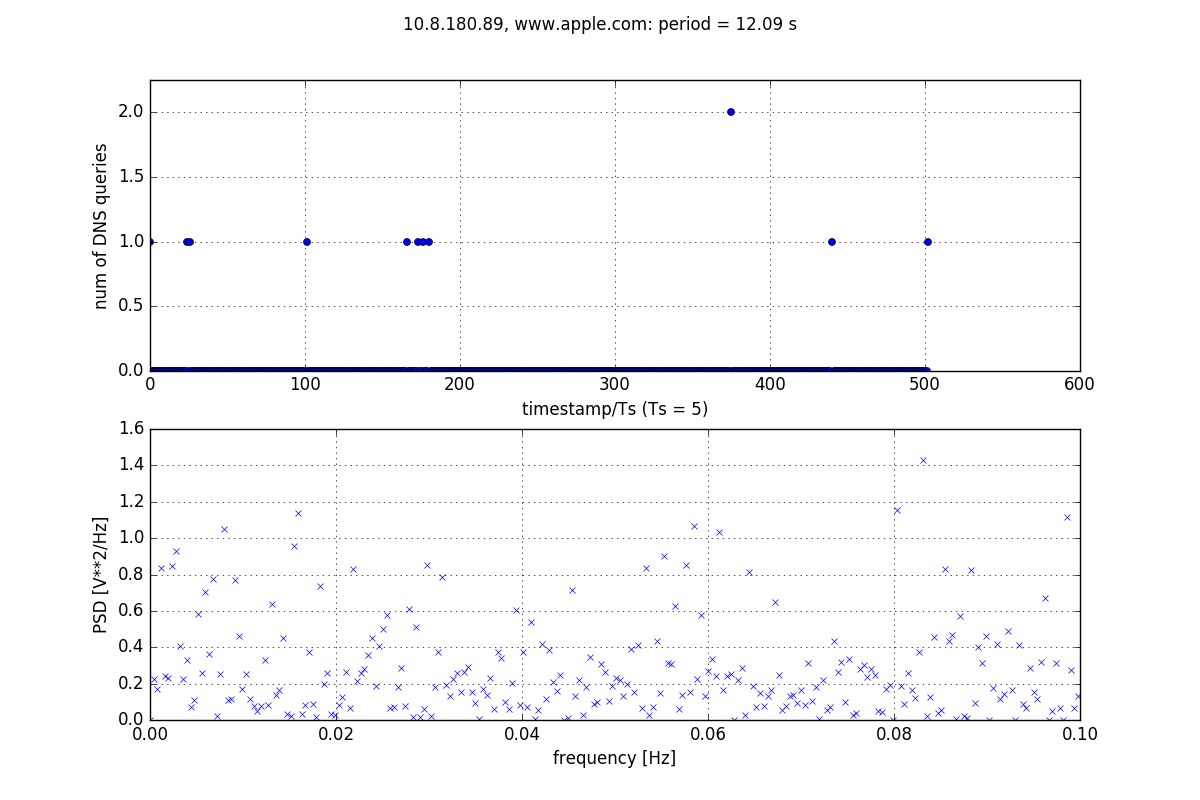 10.8.180.89, www.apple.com: period = 12.09 s
2.0
1.5
1.0
0.5
0.0
num of DNS queries
0 100 200 300 400 500 600
timestamp/Ts (Ts = 5)
1.6
1.4
1.2
1.0
0.8
0.6
0.4
0.2
0.0
PSD [V**2/Hz]
0.00 0.02 0.04 0.06 0.08 0.10
frequency [Hz]